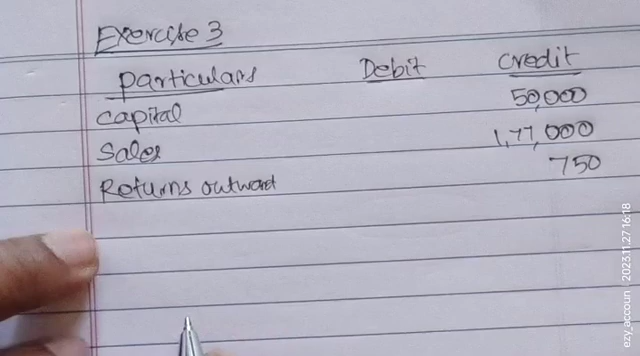 Exercise 3
Particulars Debit Credit
Capital 50,000
Sales 1,77,000
Returns outward 750
ezy_accoun 2023.11.27 16:18